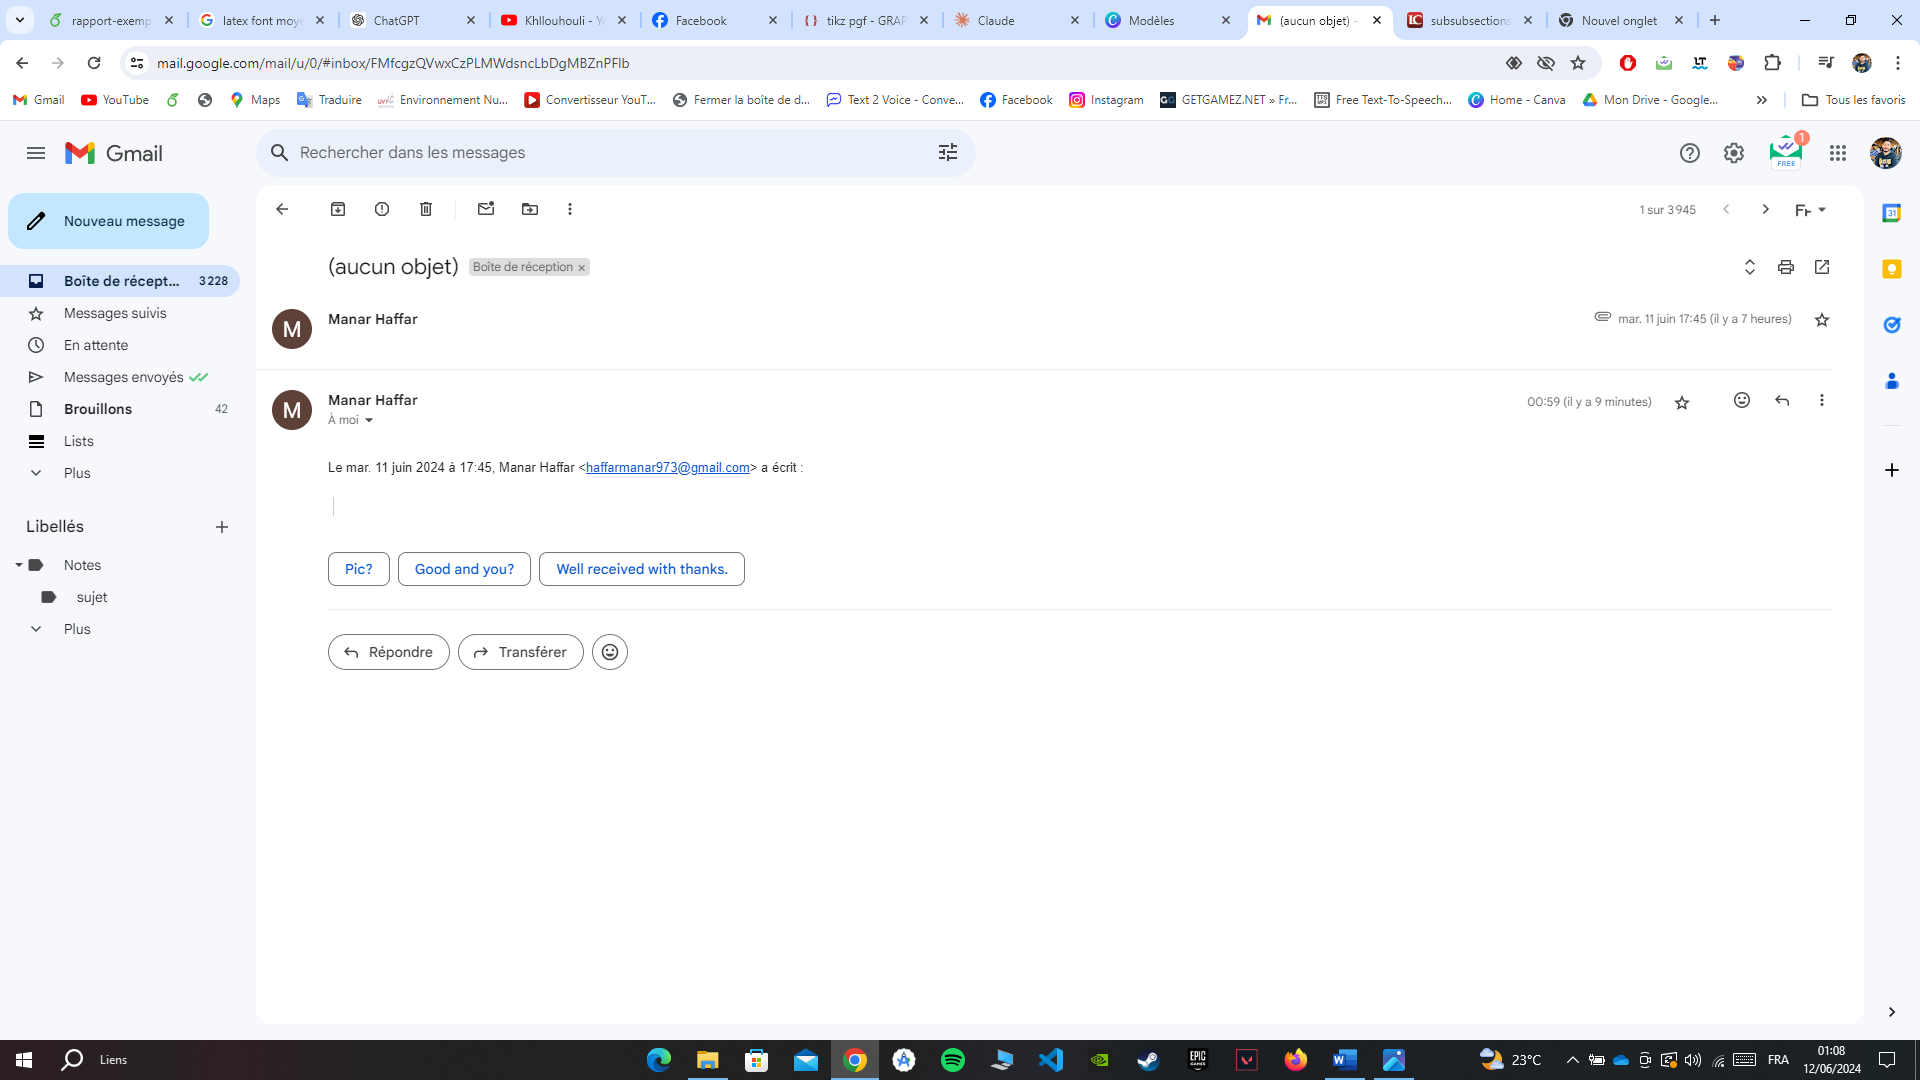 rapport-exemp
latex font moye
ChatGPT
Khllouhouli - Yo
Facebook
tikz pgf - GRAP
Claude
Modèles
(aucun objet) -
subsubsections
Nouvel onglet
mail.google.com/mail/u/0/#inbox/FMfcgzQVwxCzPLMWdsncLbDgMBZnPFlb
Gmail
YouTube
Maps
Traduire
Environnement Nu...
Convertisseur YouT...
Fermer la boîte de d...
Text 2 Voice - Conve...
Facebook
Instagram
GETGAMEZ.NET » Fr...
Free Text-To-Speech...
Home - Canva
Mon Drive - Google...
Tous les favoris
Gmail
Rechercher dans les messages
1
FREE
Nouveau message
1 sur 3 945
Fr
31
(aucun objet)
Boîte de réception ×
Boîte de récept... 3 228
Messages suivis
En attente
Messages envoyés
Brouillons 42
Lists
Plus
Libellés
Notes
sujet
Plus
M
Manar Haffar
mar. 11 juin 17:45 (il y a 7 heures)
M
Manar Haffar
À moi
00:59 (il y a 9 minutes)
Le mar. 11 juin 2024 à 17:45, Manar Haffar <haffarmanar973@gmail.com> a écrit :
Pic?
Good and you?
Well received with thanks.
Répondre
Transférer
Liens
EPIC
GAMES
23°C
FRA
01:08
12/06/2024